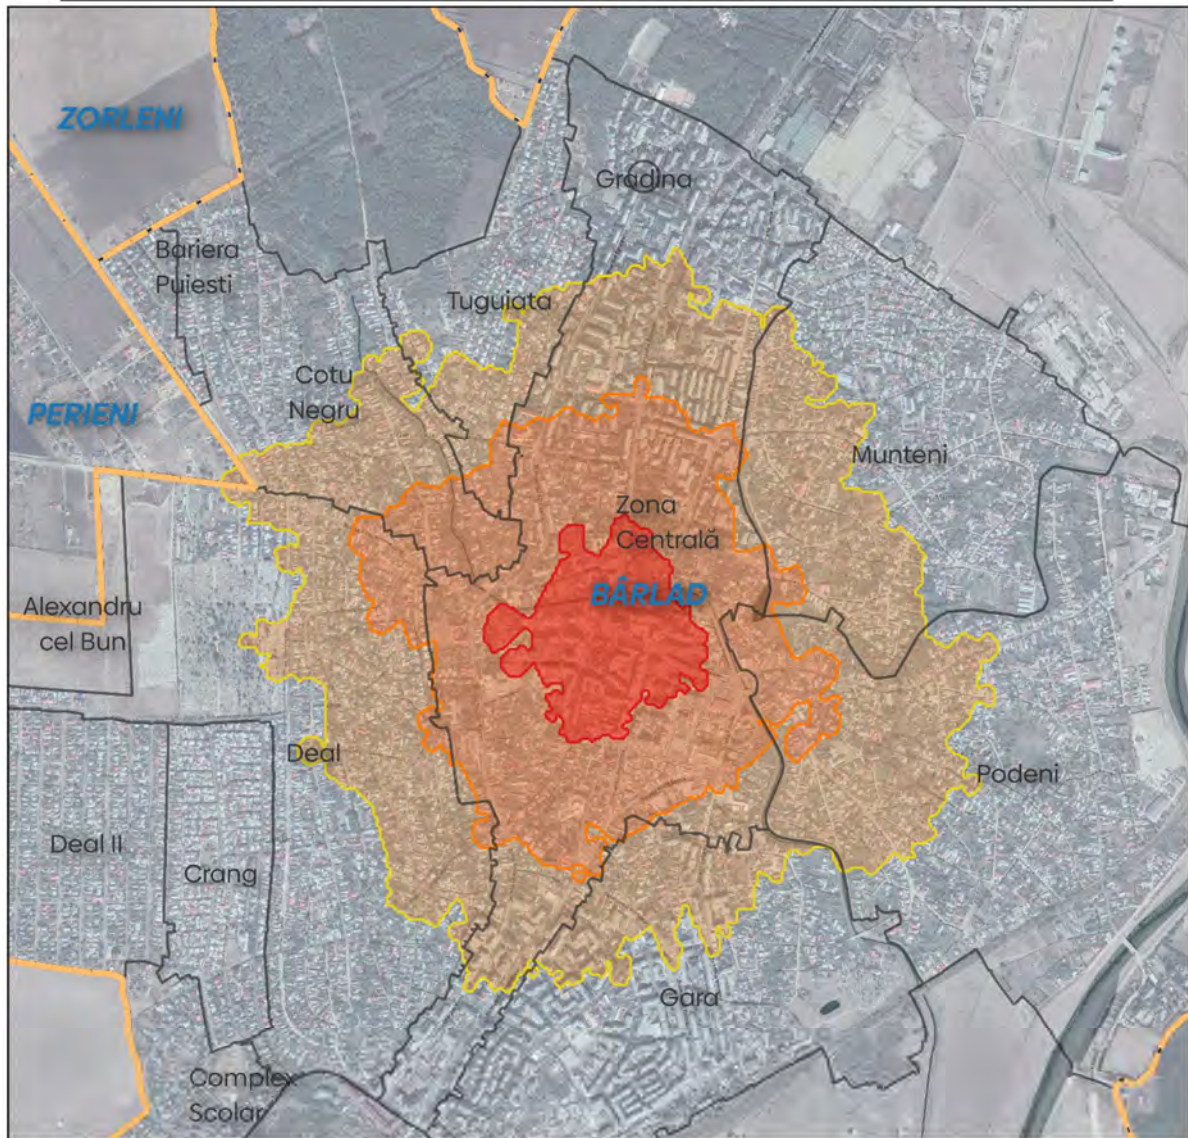 ZORLENI
Gradina
Bariera
Puiesti
Tuguiata
Cotu
Negru
PERIENI
Munteni
Zona
Centrală
BÂRLAD
Alexandru
cel Bun
Deal
Podeni
Deal II
Crang
Gara
Complex
Scolar